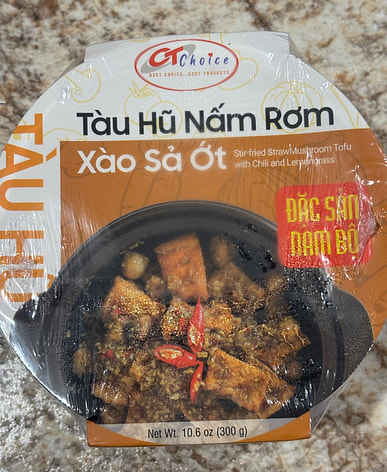 CT Choice
BEST CHOICE, BEST PRODUCTS
Tàu Hũ Nấm Rơm
Xào Sả Ớt
Stir-fried Straw Mushroom Tofu
with Chili and Lemongrass
TÀU HŨ
ĐẶC SẢN
NAM BỘ
Net Wt. 10.6 oz (300 g)